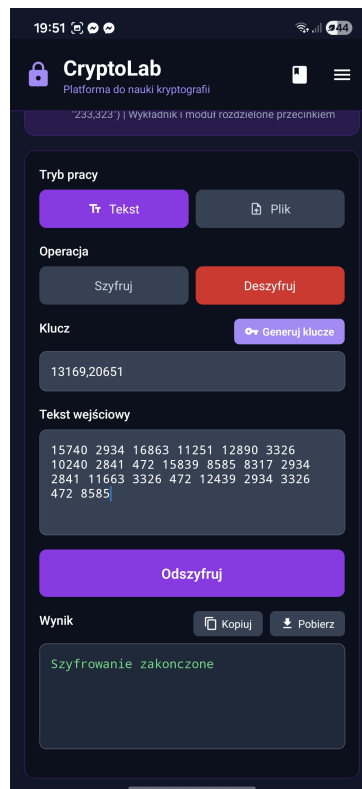 19:51 44
CryptoLab
Platforma do nauki kryptografii
"233,323") | Wykładnik i moduł rozdzielone przecinkiem
Tryb pracy
Tт Tekst Plik
Operacja
Szyfruj Deszyfruj
Klucz Generuj klucze
13169,20651
Tekst wejściowy
15740 2934 16863 11251 12890 3326
10240 2841 472 15839 8585 8317 2934
2841 11663 3326 472 12439 2934 3326
472 8585
Odszyfruj
Wynik Kopiuj Pobierz
Szyfrowanie zakonczone